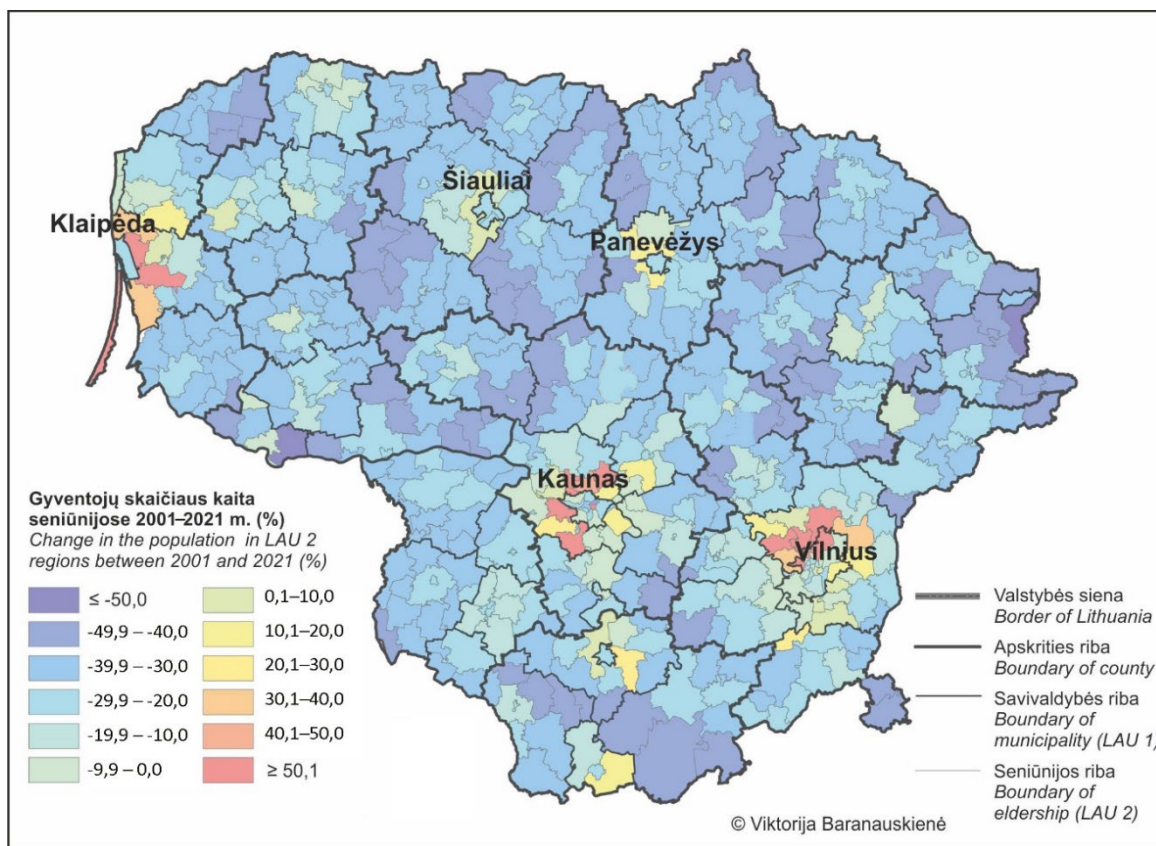 Šiauliai
Klaipėda
Panevėžys
Kaunas
Vilnius
Gyventojų skaičiaus kaita
seniūnijose 2001–2021 m. (%)
Change in the population in LAU 2
regions between 2001 and 2021 (%)
≤ -50,0
-49,9 – -40,0
-39,9 – -30,0
-29,9 – -20,0
-19,9 – -10,0
-9,9 – 0,0
0,1–10,0
10,1–20,0
20,1–30,0
30,1–40,0
40,1–50,0
≥ 50,1
Valstybės siena
Border of Lithuania
Apskrities riba
Boundary of county
Savivaldybės riba
Boundary of
municipality (LAU 1)
Seniūnijos riba
Boundary of
eldership (LAU 2)
© Viktorija Baranauskienė